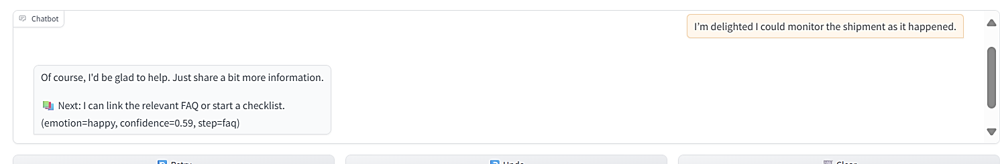 Chatbot
I’m delighted I could monitor the shipment as it happened.
Of course, I'd be glad to help. Just share a bit more information.
Next: I can link the relevant FAQ or start a checklist.
(emotion=happy, confidence=0.59, step=faq)
Retry
Undo
Clear